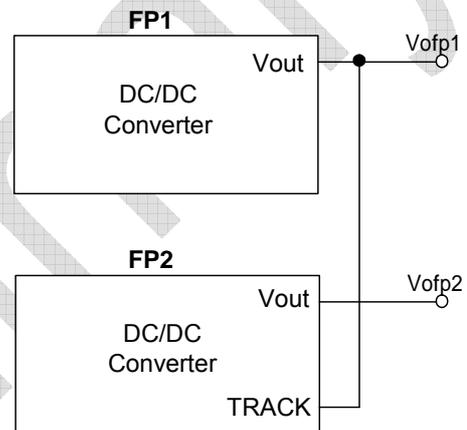 FP1
Vofp1
Vout
DC/DC
Converter
FP2
Vofp2
Vout
DC/DC
Converter
TRACK